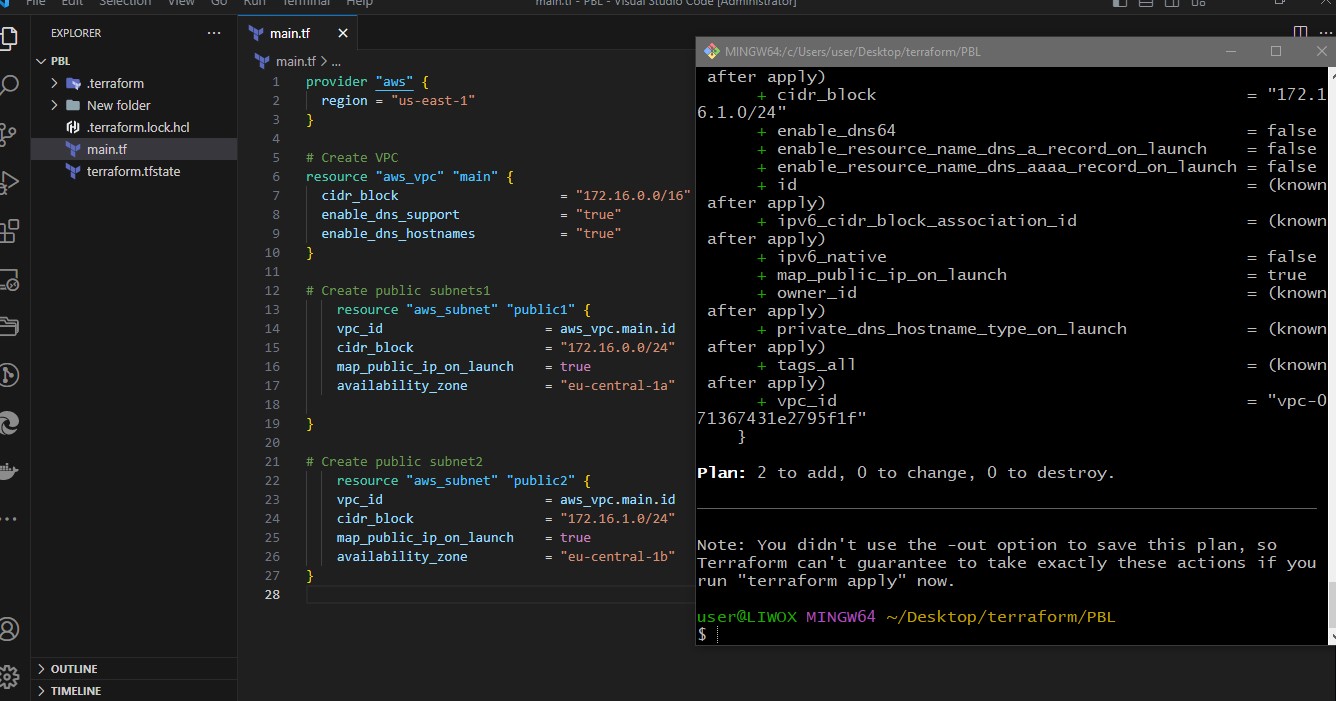 File Edit Selection View Go Run Terminal Help
main.tf - PBL - Visual Studio Code [Administrator]
EXPLORER
PBL
.terraform
New folder
.terraform.lock.hcl
main.tf
terraform.tfstate
OUTLINE
TIMELINE
main.tf
main.tf > ...
1 provider "aws" {
2 region = "us-east-1"
3 }
4
5 # Create VPC
6 resource "aws_vpc" "main" {
7 cidr_block = "172.16.0.0/16"
8 enable_dns_support = "true"
9 enable_dns_hostnames = "true"
10 }
11
12 # Create public subnets1
13 resource "aws_subnet" "public1" {
14 vpc_id = aws_vpc.main.id
15 cidr_block = "172.16.0.0/24"
16 map_public_ip_on_launch = true
17 availability_zone = "eu-central-1a"
18
19 }
20
21 # Create public subnet2
22 resource "aws_subnet" "public2" {
23 vpc_id = aws_vpc.main.id
24 cidr_block = "172.16.1.0/24"
25 map_public_ip_on_launch = true
26 availability_zone = "eu-central-1b"
27 }
28
MINGW64:/c/Users/user/Desktop/terraform/PBL
after apply)
+ cidr_block = "172.1
6.1.0/24"
+ enable_dns64 = false
+ enable_resource_name_dns_a_record_on_launch = false
+ enable_resource_name_dns_aaaa_record_on_launch = false
+ id = (known
after apply)
+ ipv6_cidr_block_association_id = (known
after apply)
+ ipv6_native = false
+ map_public_ip_on_launch = true
+ owner_id = (known
after apply)
+ private_dns_hostname_type_on_launch = (known
after apply)
+ tags_all = (known
after apply)
+ vpc_id = "vpc-0
71367431e2795f1f"
}
Plan: 2 to add, 0 to change, 0 to destroy.
Note: You didn't use the -out option to save this plan, so
Terraform can't guarantee to take exactly these actions if you
run "terraform apply" now.
user@LIWOX MINGW64 ~/Desktop/terraform/PBL
$